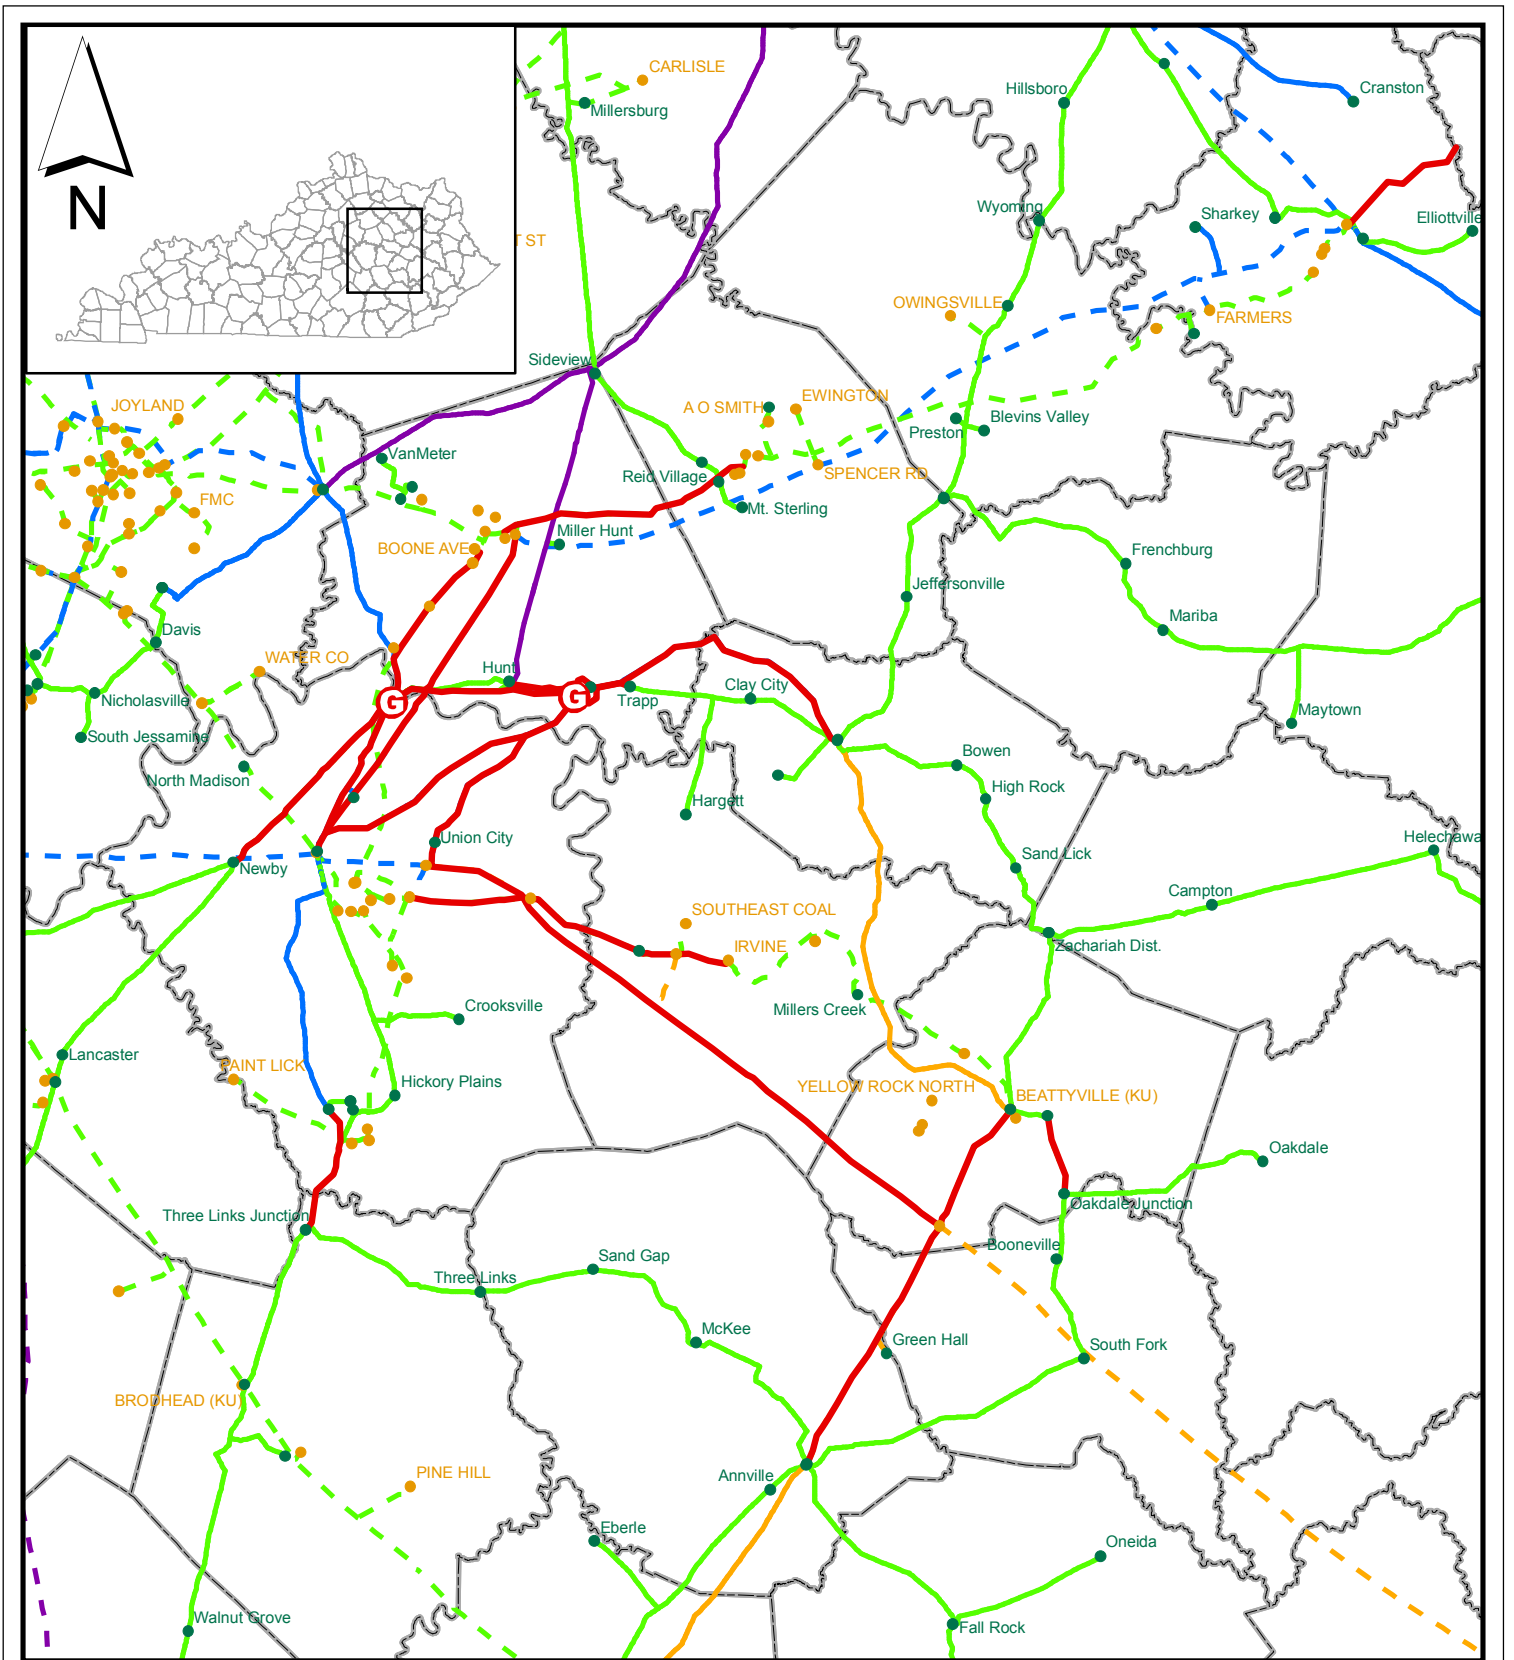 CARLISLE
Millersburg
Hillsboro
Cranston
N
Wyoming
Sharkey
Elliottville
T ST
OWINGSVILLE
FARMERS
Sideview
JOYLAND
A O SMITH
EWINGTON
Preston
Blevins Valley
VanMeter
Reid Village
SPENCER RD
FMC
Mt. Sterling
Miller Hunt
BOONE AVE
Frenchburg
Jeffersonville
Mariba
Davis
WATER CO
Hunt
G
G
Trapp
Clay City
Nicholasville
Maytown
South Jessamine
North Madison
Bowen
High Rock
Hargett
Union City
Helechawa
Sand Lick
Newby
Campton
SOUTHEAST COAL
IRVINE
Zachariah Dist.
Crooksville
Millers Creek
Lancaster
PAINT LICK
Hickory Plains
YELLOW ROCK NORTH
BEATTYVILLE (KU)
Oakdale
Oakdale Junction
Three Links Junction
Booneville
Sand Gap
Three Links
McKee
Green Hall
South Fork
BRODHEAD (KU)
PINE HILL
Annville
Eberle
Oneida
Walnut Grove
Fall Rock